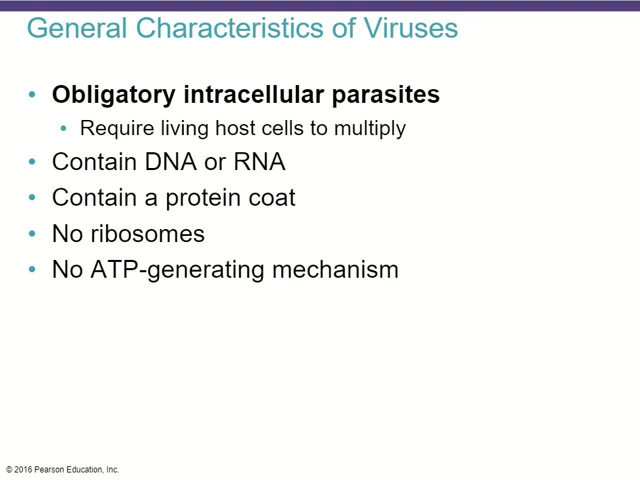 General Characteristics of Viruses
• Obligatory intracellular parasites
• Require living host cells to multiply
• Contain DNA or RNA
• Contain a protein coat
• No ribosomes
• No ATP-generating mechanism
© 2016 Pearson Education, Inc.